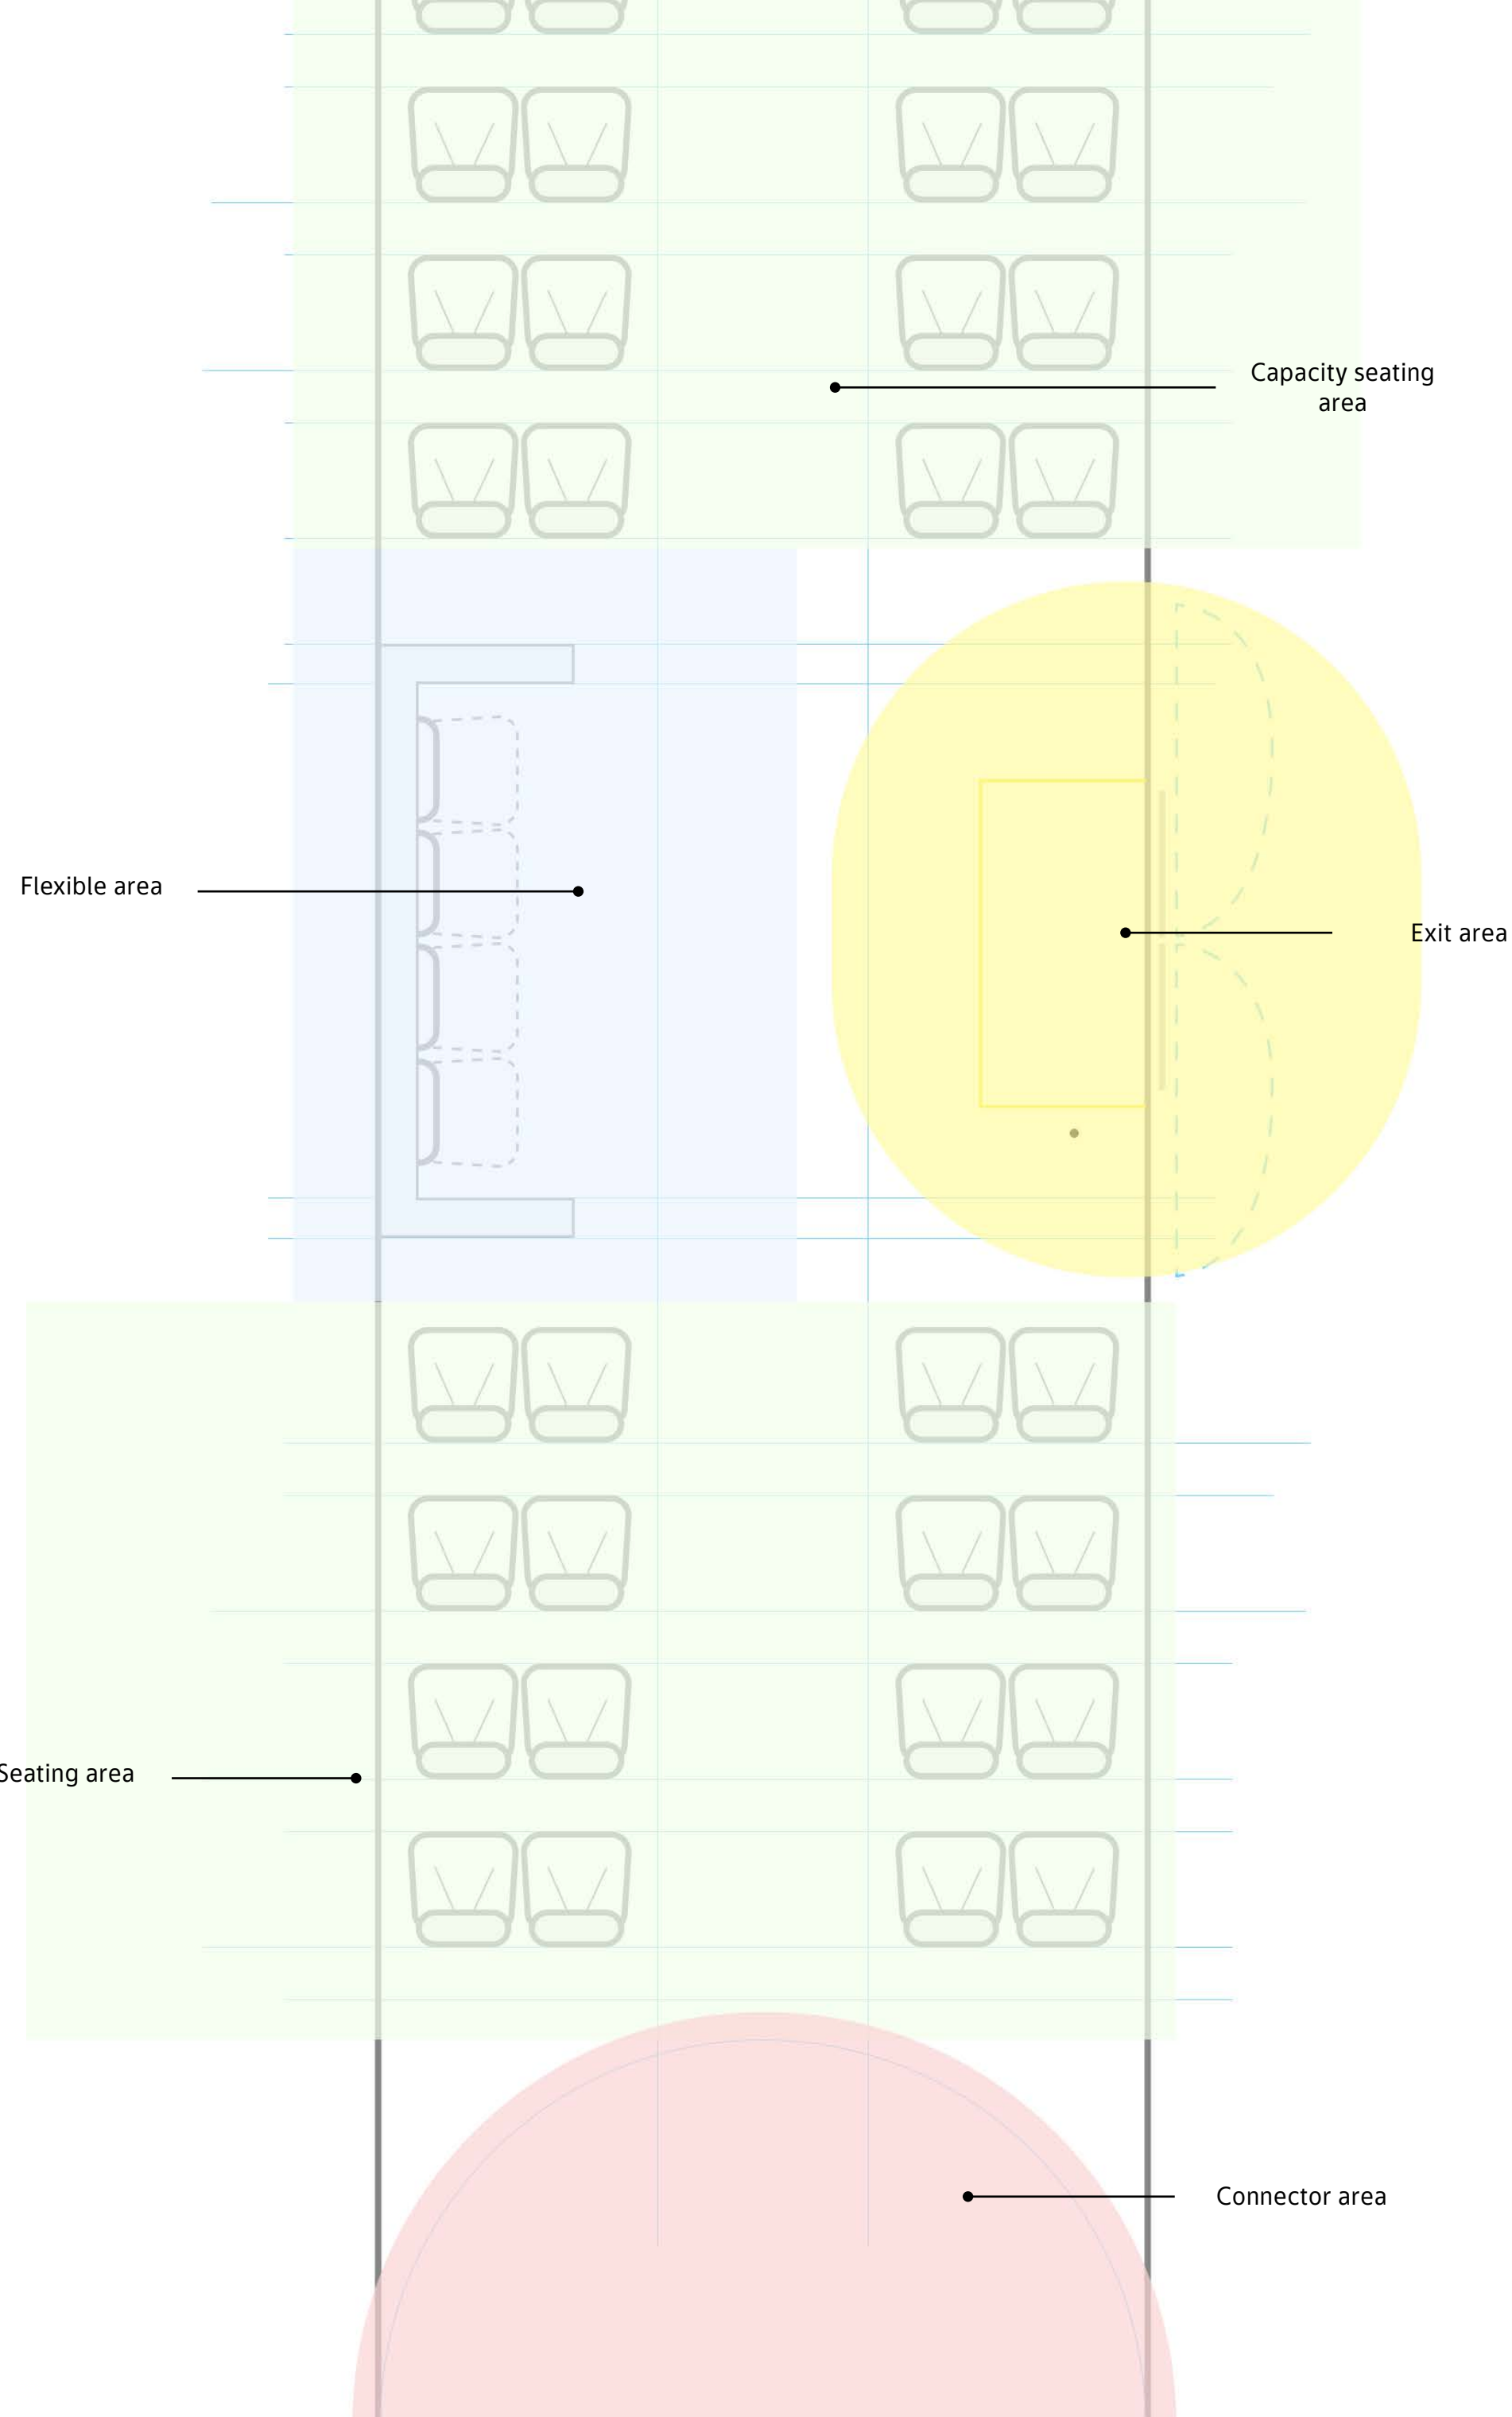 Capacity seating
area
Flexible area
Exit area
Seating area
Connector area